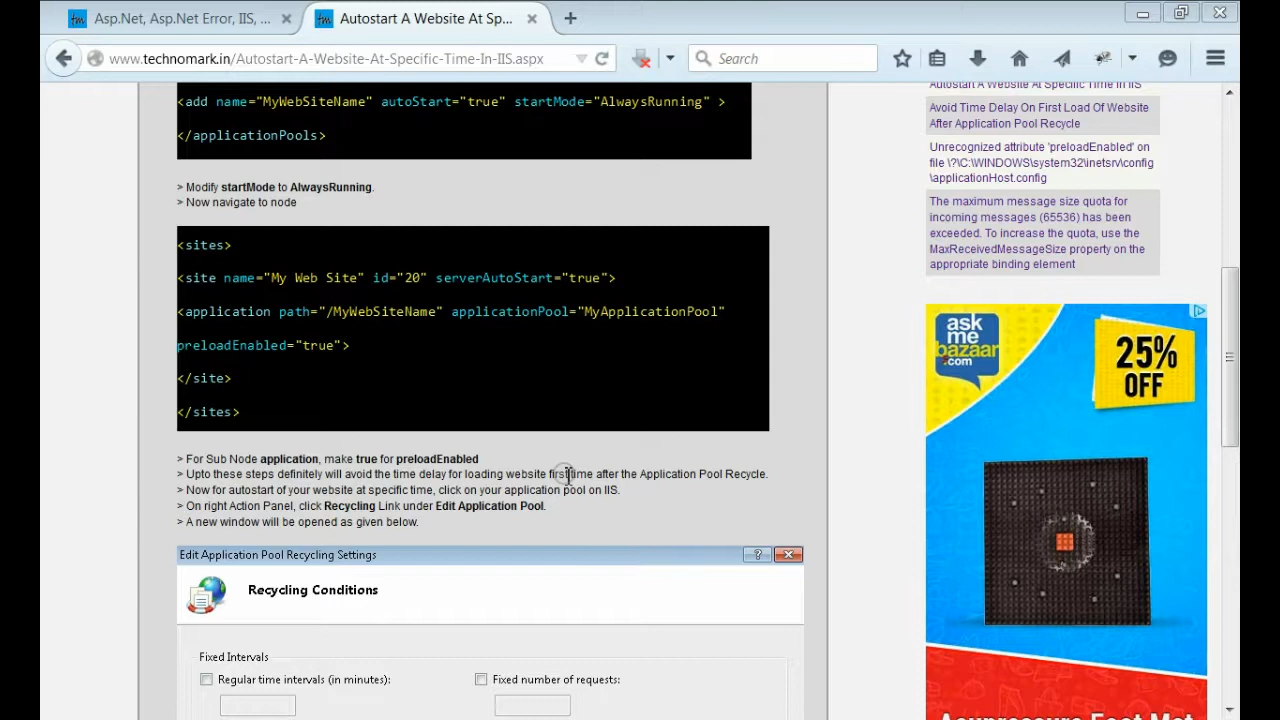 Asp.Net, Asp.Net Error, IIS, ...
Autostart A Website At Sp...
www.technomark.in/Autostart-A-Website-At-Specific-Time-In-IIS.aspx
Search
<add name="MyWebSiteName" autoStart="true" startMode="AlwaysRunning" >
</applicationPools>
> Modify startMode to AlwaysRunning.
> Now navigate to node
<sites>
<site name="My Web Site" id="20" serverAutoStart="true">
<application path="/MyWebSiteName" applicationPool="MyApplicationPool"
preloadEnabled="true">
</site>
</sites>
> For Sub Node application, make true for preloadEnabled
> Upto these steps definitely will avoid the time delay for loading website first time after the Application Pool Recycle.
> Now for autostart of your website at specific time, click on your application pool on IIS.
> On right Action Panel, click Recycling Link under Edit Application Pool.
> A new window will be opened as given below.
Edit Application Pool Recycling Settings
?
Recycling Conditions
Fixed Intervals
Regular time intervals (in minutes):
Fixed number of requests:
Autostart A Website At Specific Time In IIS
Avoid Time Delay On First Load Of Website
After Application Pool Recycle
Unrecognized attribute 'preloadEnabled' on
file \?\C:\WINDOWS\system32\inetsrv\config
\applicationHost.config
The maximum message size quota for
incoming messages (65536) has been
exceeded. To increase the quota, use the
MaxReceivedMessageSize property on the
appropriate binding element
ask
me
bazaar
.com
25%
OFF
Acupressure Foot Mat